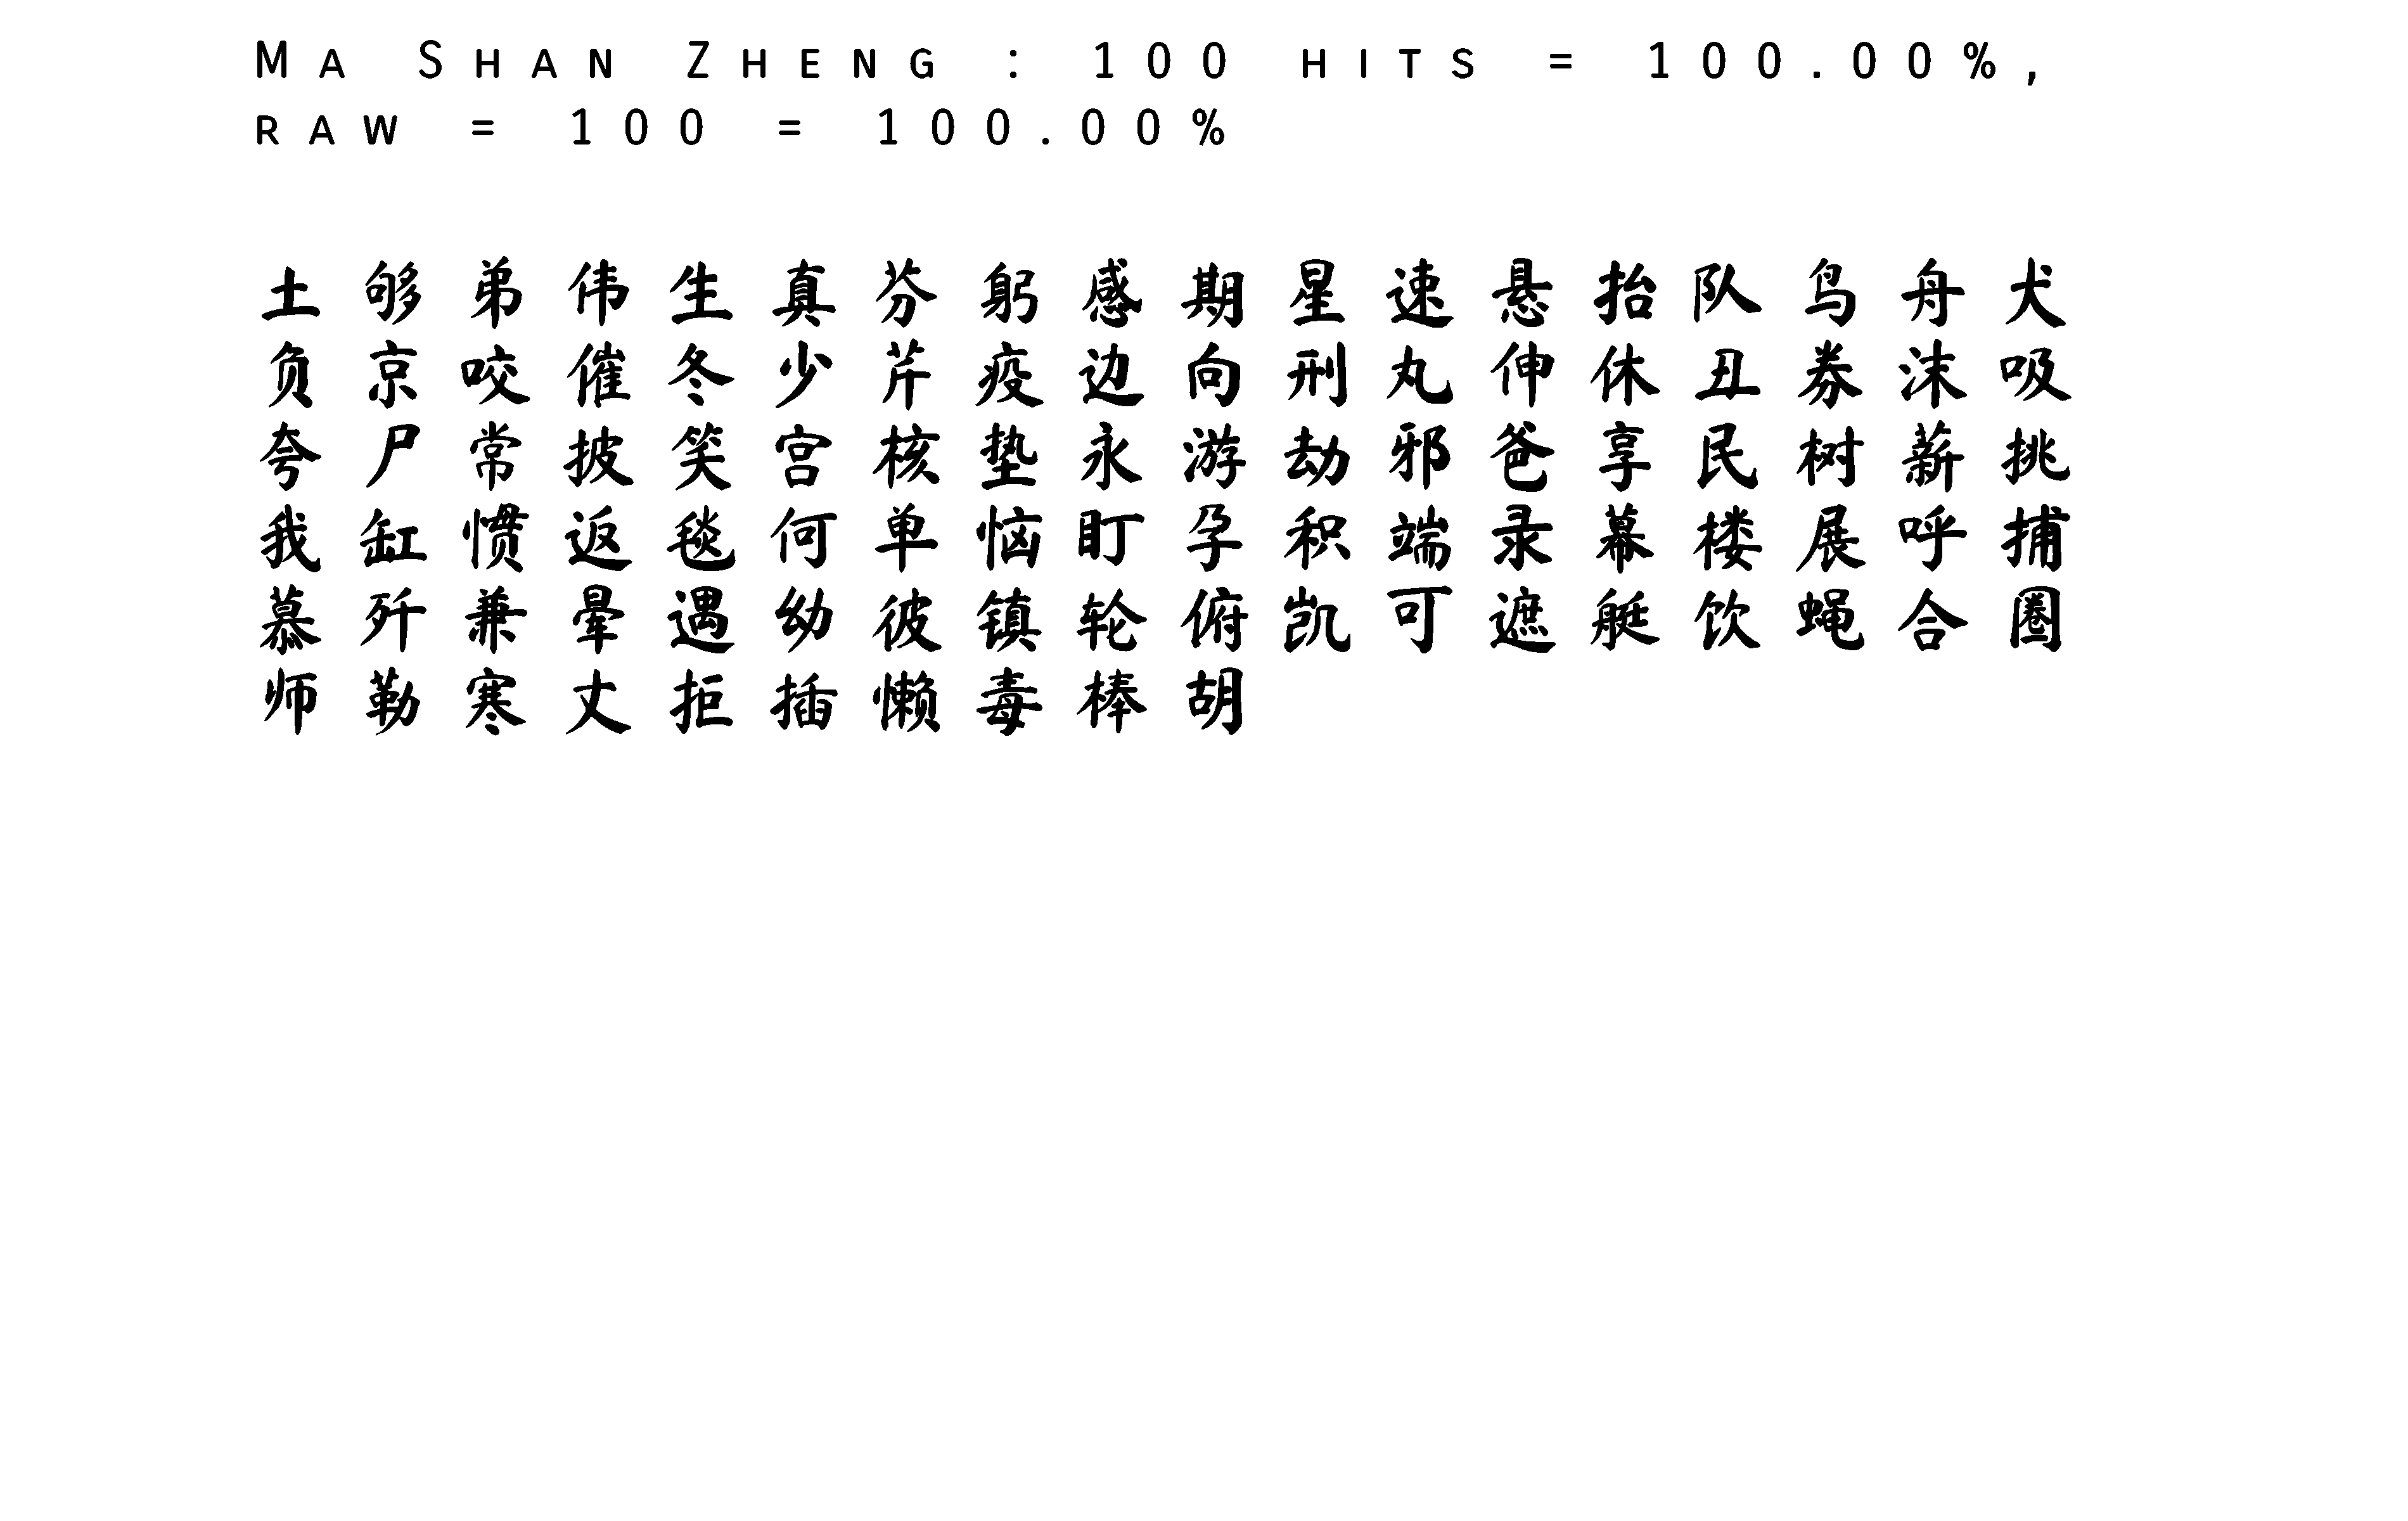 Ma Shan Zheng : 100 hits = 100.00%,
raw = 100 = 100.00%
土够弟伟生真芬躬感期星速悬抬队鸟舟犬
负京咬催冬少芹疫边向刑丸伸休丑券沫吸
夸尸常披笑宫核垫永游劫邪爸享民树薪挑
我缸惯返毯何单恼盯孕积端录幕楼展呼捕
慕歼兼晕遇幼彼镇轮俯凯可遮艇饮蝇合圈
师勒寒丈拒插懒毒棒胡